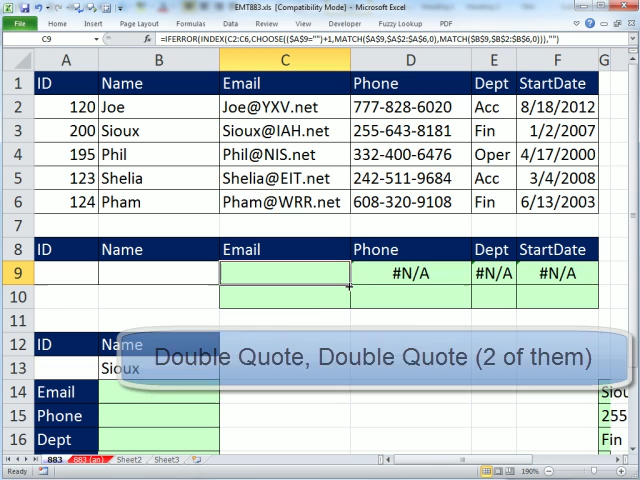 EMT883.xls [Compatibility Mode] - Microsoft Excel
File Home Insert Page Layout Formulas Data Review View Developer Fuzzy Lookup PDF
C9 fx =IFERROR(INDEX(C2:C6,CHOOSE(($A$9="")+1,MATCH($A$9,$A$2:$A$6,0),MATCH($B$9,$B$2:$B$6,0))),"")
A B C D E F G
1 ID Name Email Phone Dept StartDate
2 120 Joe Joe@YXV.net 777-828-6020 Acc 8/18/2012
3 200 Sioux Sioux@IAH.net 255-643-8181 Fin 1/2/2007
4 195 Phil Phil@NIS.net 332-400-6476 Oper 4/17/2000
5 123 Shelia Shelia@EIT.net 242-511-9684 Acc 3/4/2008
6 124 Pham Pham@WRR.net 608-320-9108 Fin 6/13/2003
7
8 ID Name Email Phone Dept StartDate
9 #N/A #N/A #N/A
10
11
12 ID Name
Double Quote, Double Quote (2 of them)
13 Sioux
14 Email Siou
15 Phone 255
16 Dept Fin
883 883 (an) Sheet2 Sheet3
Ready 190%